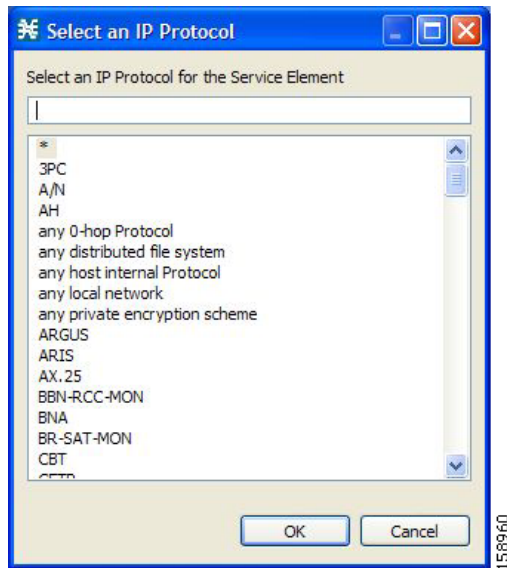 Select an IP Protocol
Select an IP Protocol for the Service Element
*
3PC
A/N
AH
any 0-hop Protocol
any distributed file system
any host internal Protocol
any local network
any private encryption scheme
ARGUS
ARIS
AX.25
BBN-RCC-MON
BNA
BR-SAT-MON
CBT
OK
Cancel
158960